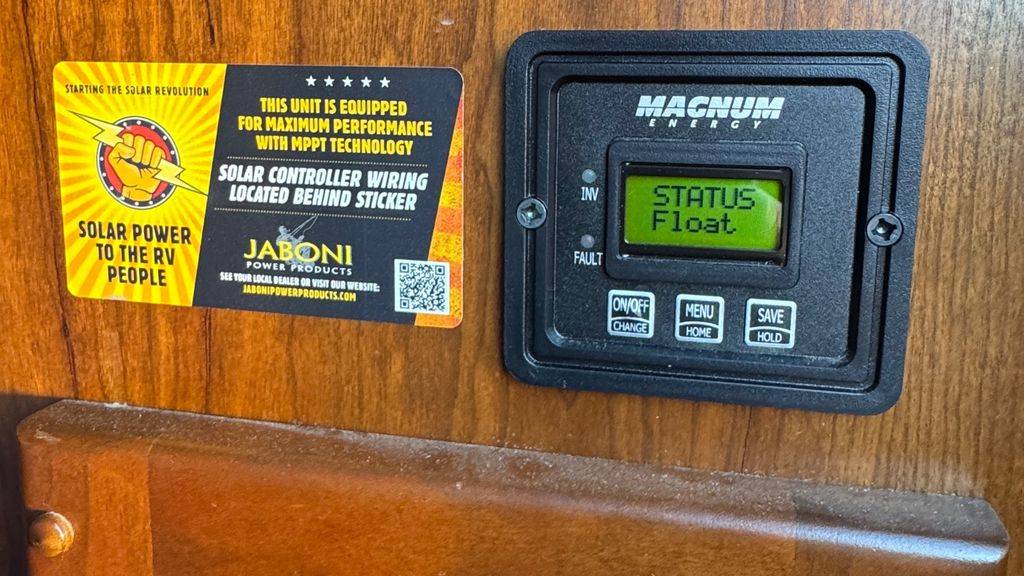 STARTING THE SOLAR REVOLUTION
SOLAR POWER
TO THE RV
PEOPLE
THIS UNIT IS EQUIPPED
FOR MAXIMUM PERFORMANCE
WITH MPPT TECHNOLOGY
SOLAR CONTROLLER WIRING
LOCATED BEHIND STICKER
JABONI
POWER PRODUCTS
SEE YOUR LOCAL DEALER OR VISIT OUR WEBSITE:
JABONIPOWERPRODUCTS.COM
MAGNUM
ENERGY
INV
STATUS
Float
FAULT
ON/OFF
CHANGE
MENU
HOME
SAVE
HOLD